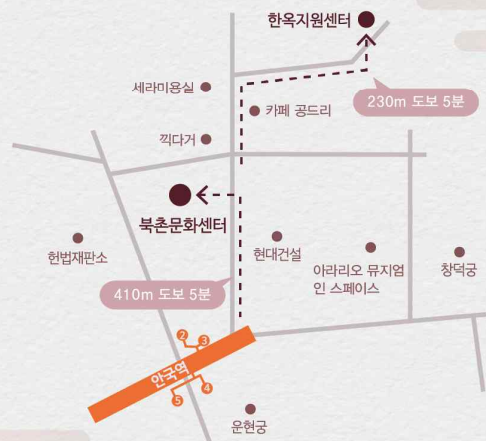 한옥지원센터
세라미용실
카페 공드리
230m 도보 5분
끽다거
북촌문화센터
헌법재판소
현대건설
아라리오 뮤지엄
인 스페이스
창덕궁
410m 도보 5분
2
3
안국역
4
5
운현궁